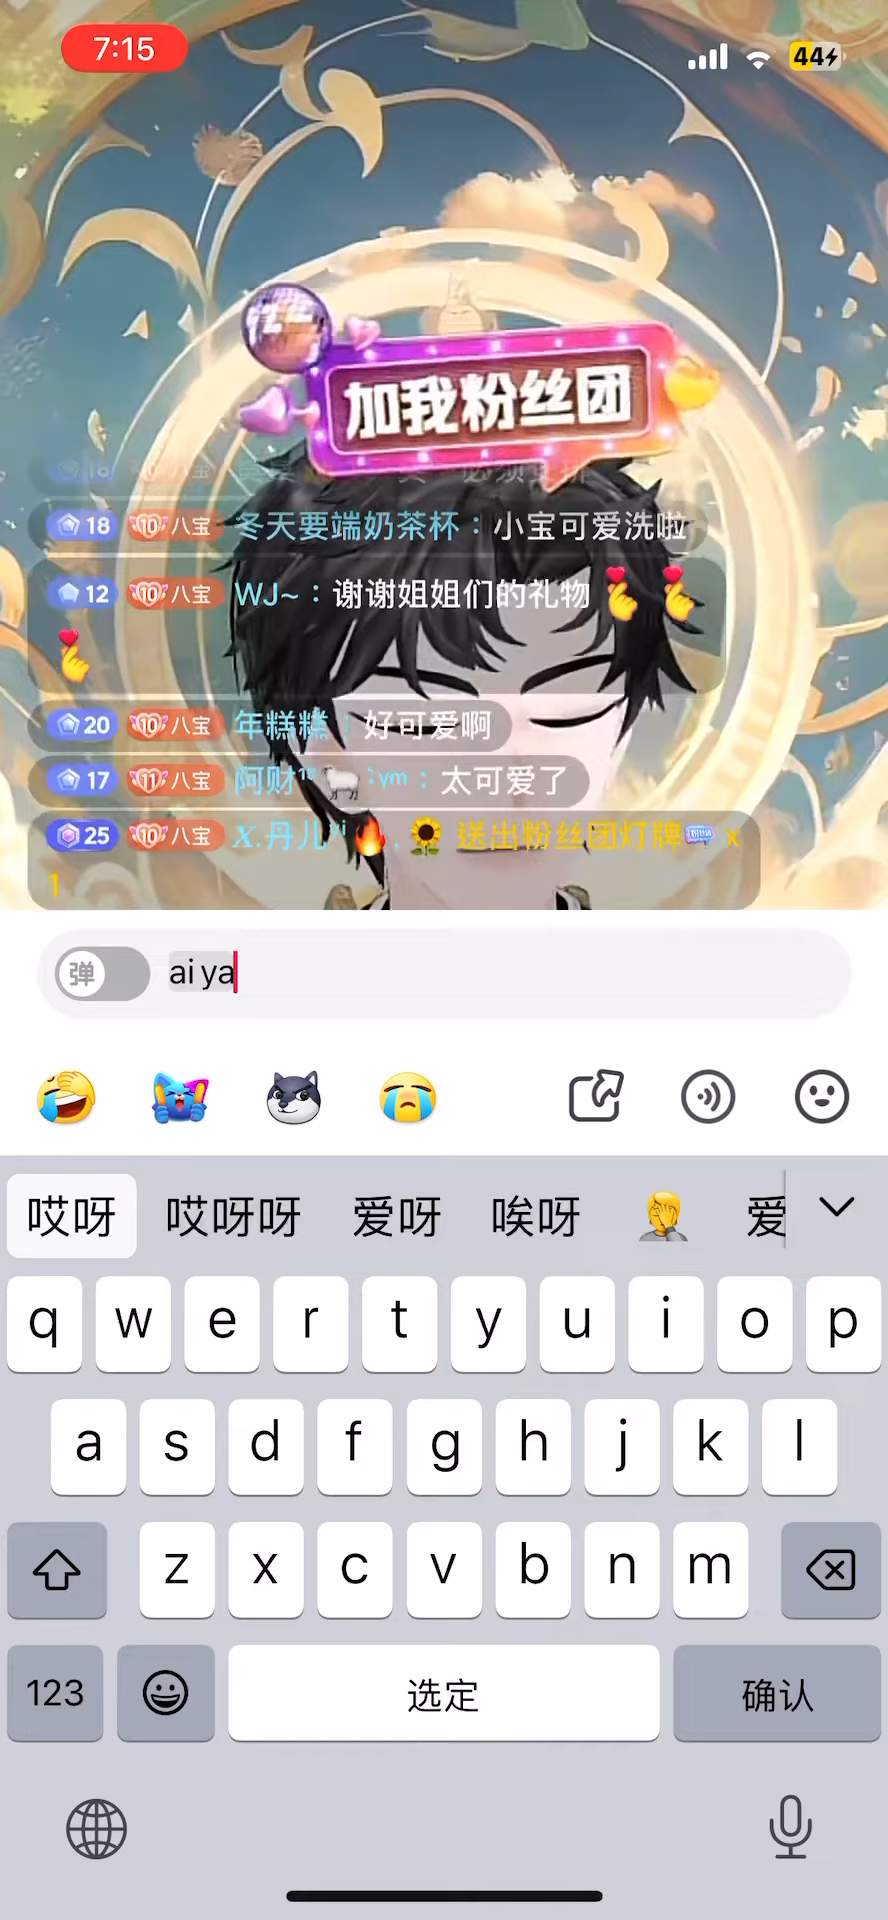 7:15
44
加我粉丝团
18 10 八宝 冬天要端奶茶杯：小宝可爱洗啦
12 10 八宝 WJ~：谢谢姐姐们的礼物
20 10 八宝 年糕糕：好可爱啊
17 11 八宝 阿财 ym：太可爱了
25 10 八宝 X.丹儿 送出粉丝团灯牌 x
1
弹 ai ya
哎呀 哎呀呀 爱呀 唉呀 爱
q w e r t y u i o p
a s d f g h j k l
z x c v b n m
123 选定 确认